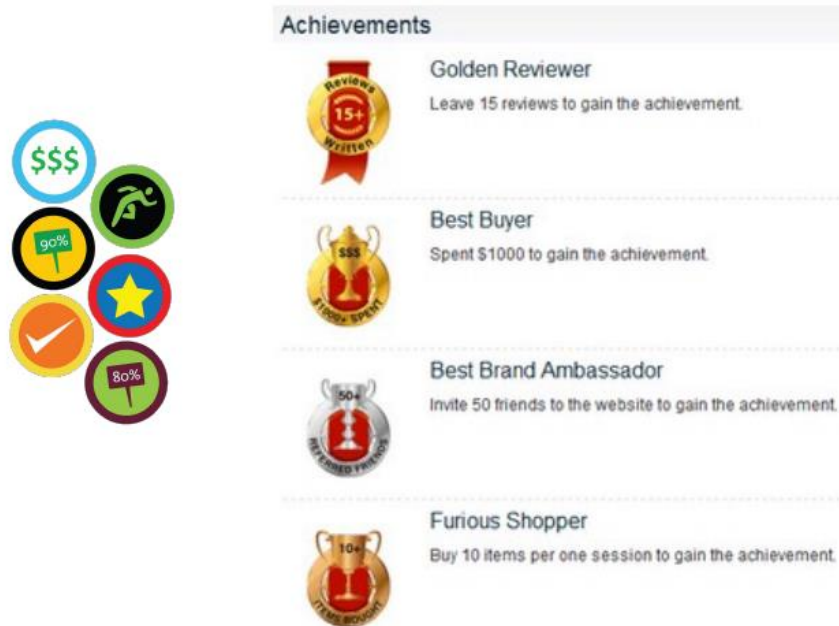 $$$
90%
80%
Achievements
Reviews
15+
Written
Golden Reviewer
Leave 15 reviews to gain the achievement.
$$$
$1000+ SPENT
Best Buyer
Spent $1000 to gain the achievement.
50+
REFERRED FRIENDS
Best Brand Ambassador
Invite 50 friends to the website to gain the achievement.
10+
ITEMS BOUGHT
Furious Shopper
Buy 10 items per one session to gain the achievement.